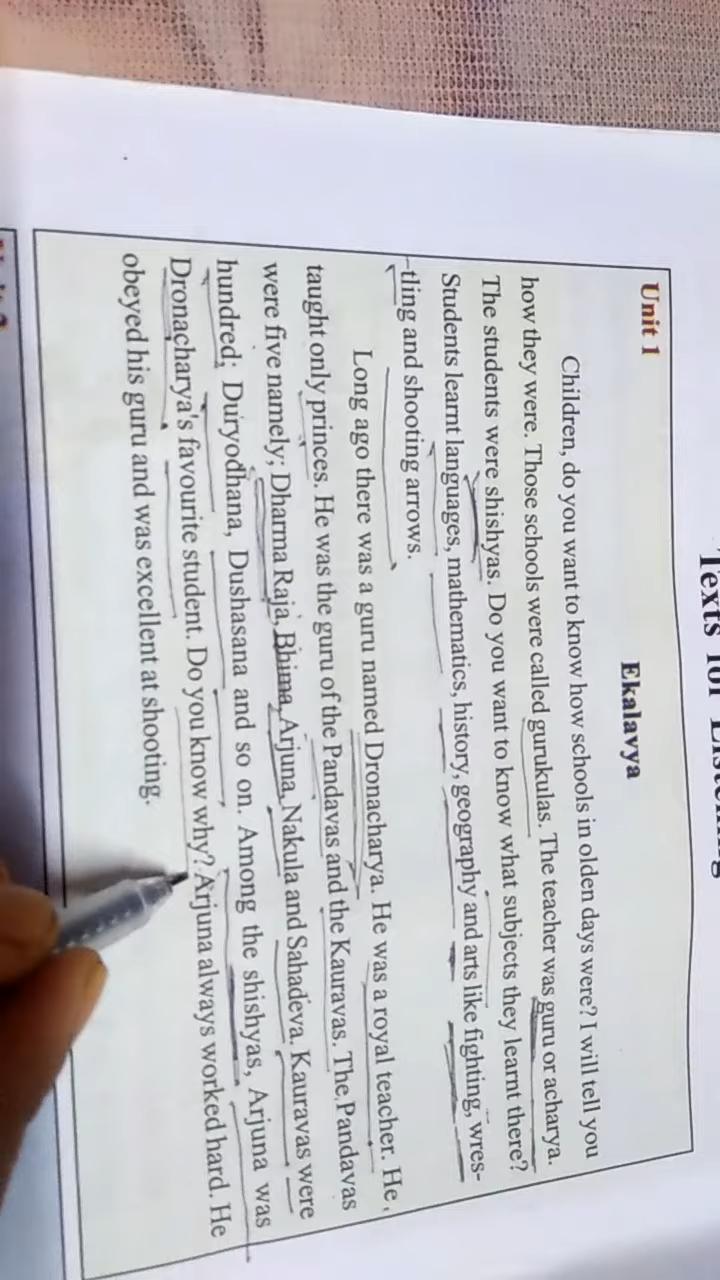 Texts for Listening
Unit 1
Ekalavya
Children, do you want to know how schools in olden days were? I will tell you
how they were. Those schools were called gurukulas. The teacher was guru or acharya.
The students were shishyas. Do you want to know what subjects they learnt there?
Students learnt languages, mathematics, history, geography and arts like fighting, wres-
-tling and shooting arrows.
Long ago there was a guru named Dronacharya. He was a royal teacher. He
taught only princes. He was the guru of the Pandavas and the Kauravas. The Pandavas
were five namely; Dharma Raja, Bhima, Arjuna, Nakula and Sahadeva. Kauravas were
hundred; Duryodhana, Dushasana and so on. Among the shishyas, Arjuna was
Dronacharya's favourite student. Do you know why? Arjuna always worked hard. He
obeyed his guru and was excellent at shooting.